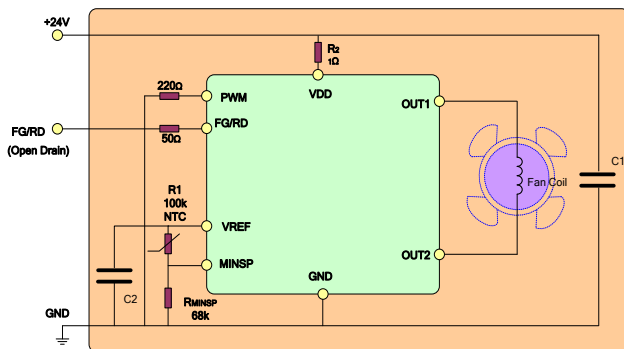 +24V
R2
1Ω
220Ω
PWM
VDD
OUT1
FG/RD
FG/RD
(Open Drain)
50Ω
C1
Fan Coil
R1
100k
NTC
VREF
MINSP
OUT2
GND
C2
RMINSP
68k
GND